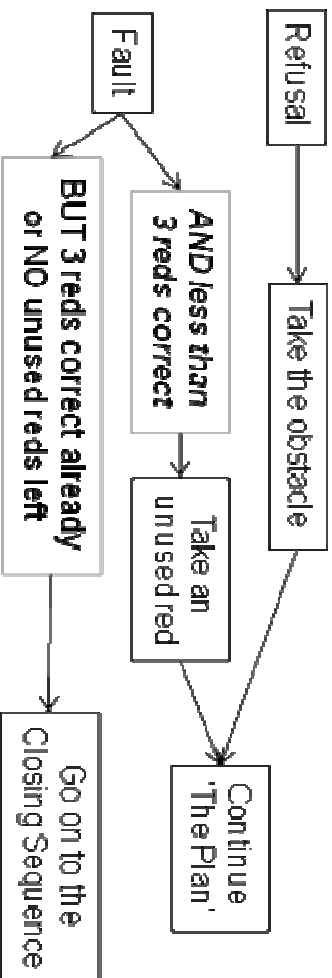 Refusal
Take the obstacle
Fault
AND less than
3 reds correct
Take an
unused red
Continue
'The Plan'
BUT 3 reds correct already
or NO unused reds left
Go on to the
Closing Sequence